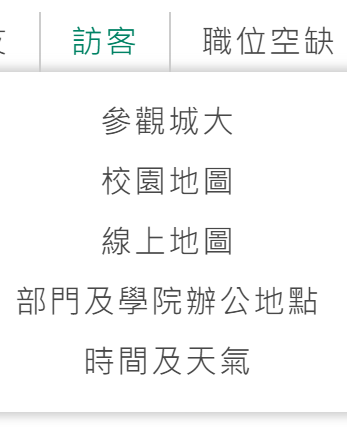 訪客 職位空缺
參觀城大
校園地圖
線上地圖
部門及學院辦公地點
時間及天氣